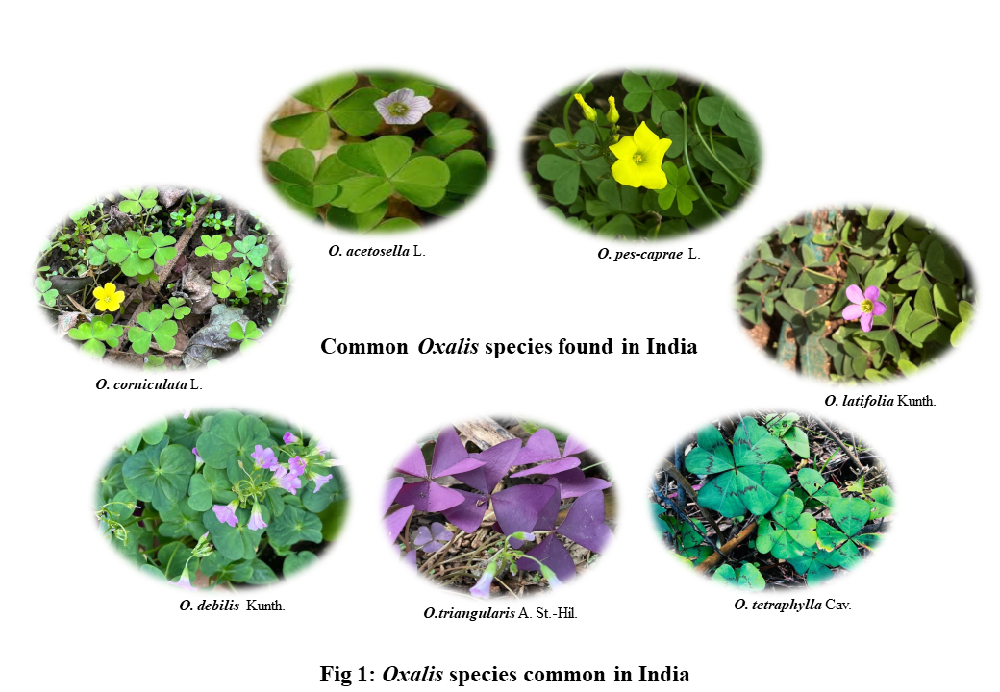 O. acetosella L.
O. pes-caprae L.
Common Oxalis species found in India
O. corniculata L.
O. latifolia Kunth.
O. debilis Kunth.
O.triangularis A. St.-Hil.
O. tetraphylla Cav.
Fig 1: Oxalis species common in India